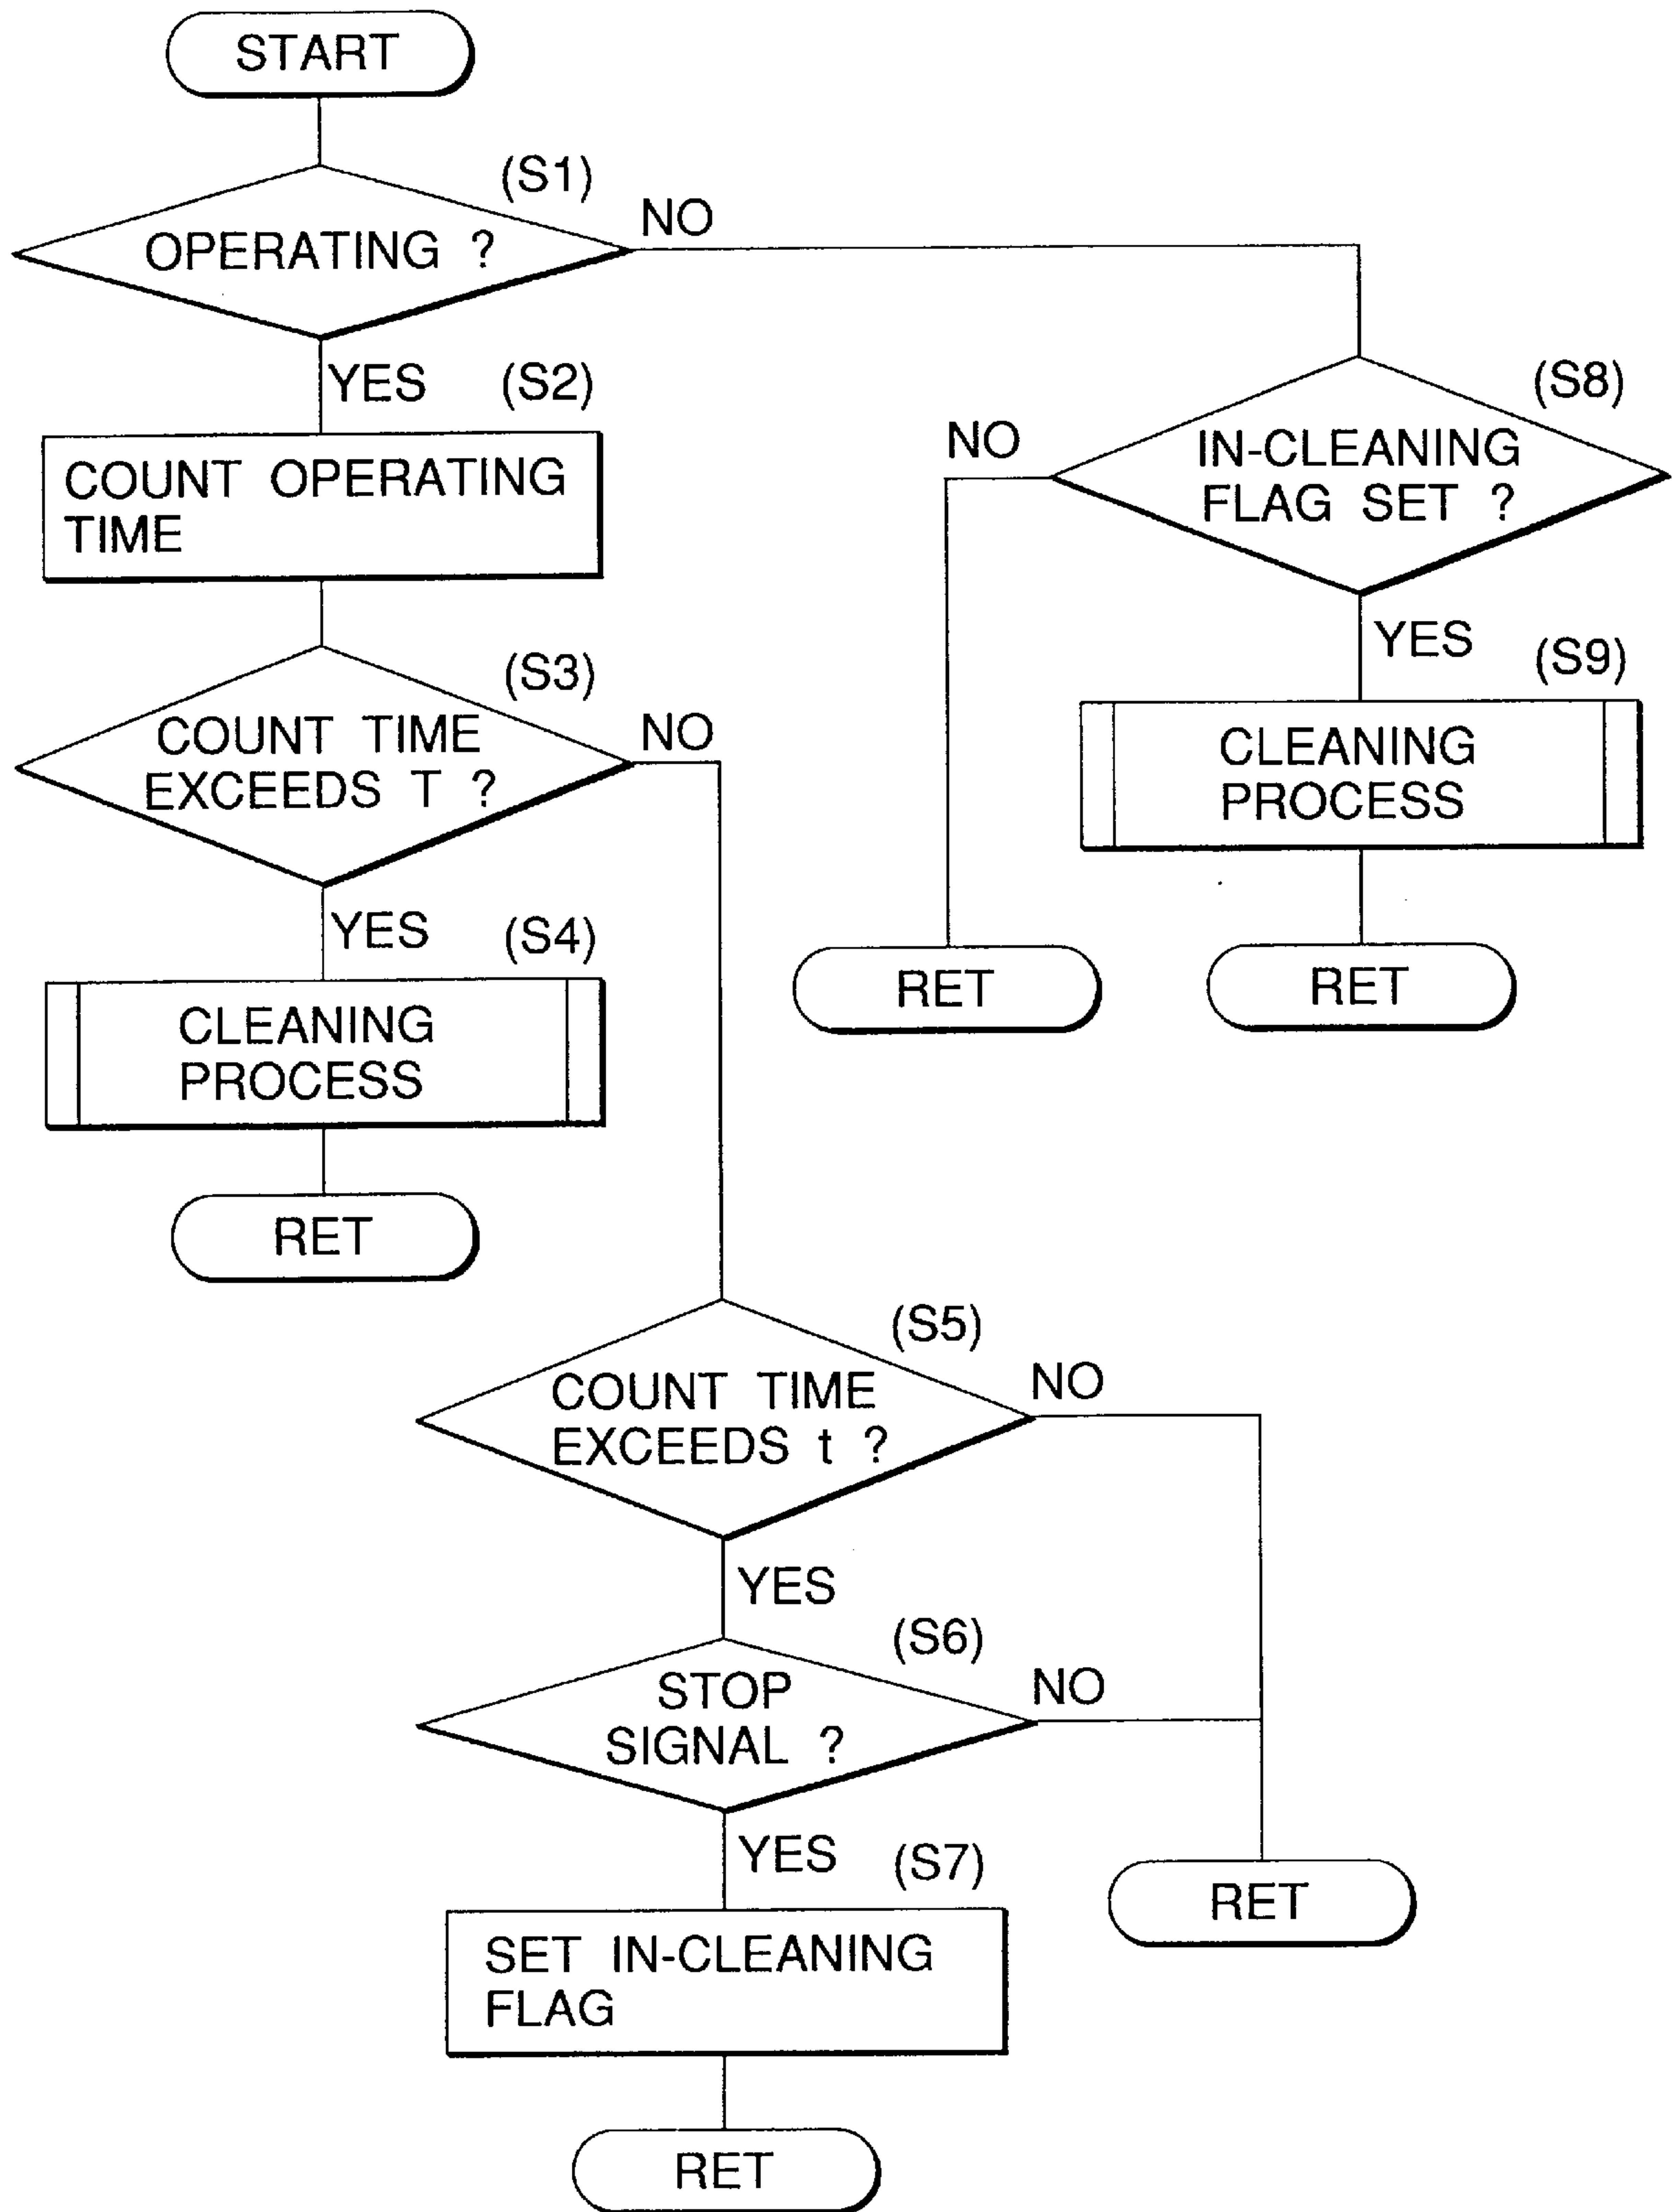 START
(S1)
NO
OPERATING ?
YES
(S2)
COUNT OPERATING
TIME
(S3)
NO
COUNT TIME
EXCEEDS T ?
YES
(S4)
CLEANING
PROCESS
RET
(S8)
NO
IN-CLEANING
FLAG SET ?
YES
(S9)
CLEANING
PROCESS
RET
RET
(S5)
NO
COUNT TIME
EXCEEDS t ?
YES
(S6)
NO
STOP
SIGNAL ?
YES
(S7)
SET IN-CLEANING
FLAG
RET
RET